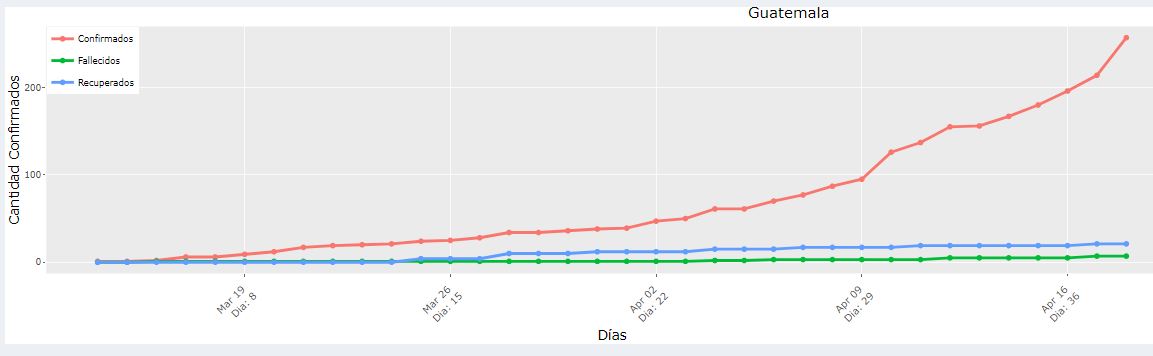 Guatemala
Confirmados
Fallecidos
Recuperados
Cantidad Confirmados
200
100
0
Mar 19
Dia: 8
Mar 26
Dia: 15
Apr 02
Dia: 22
Apr 09
Dia: 29
Apr 16
Dia: 36
Días